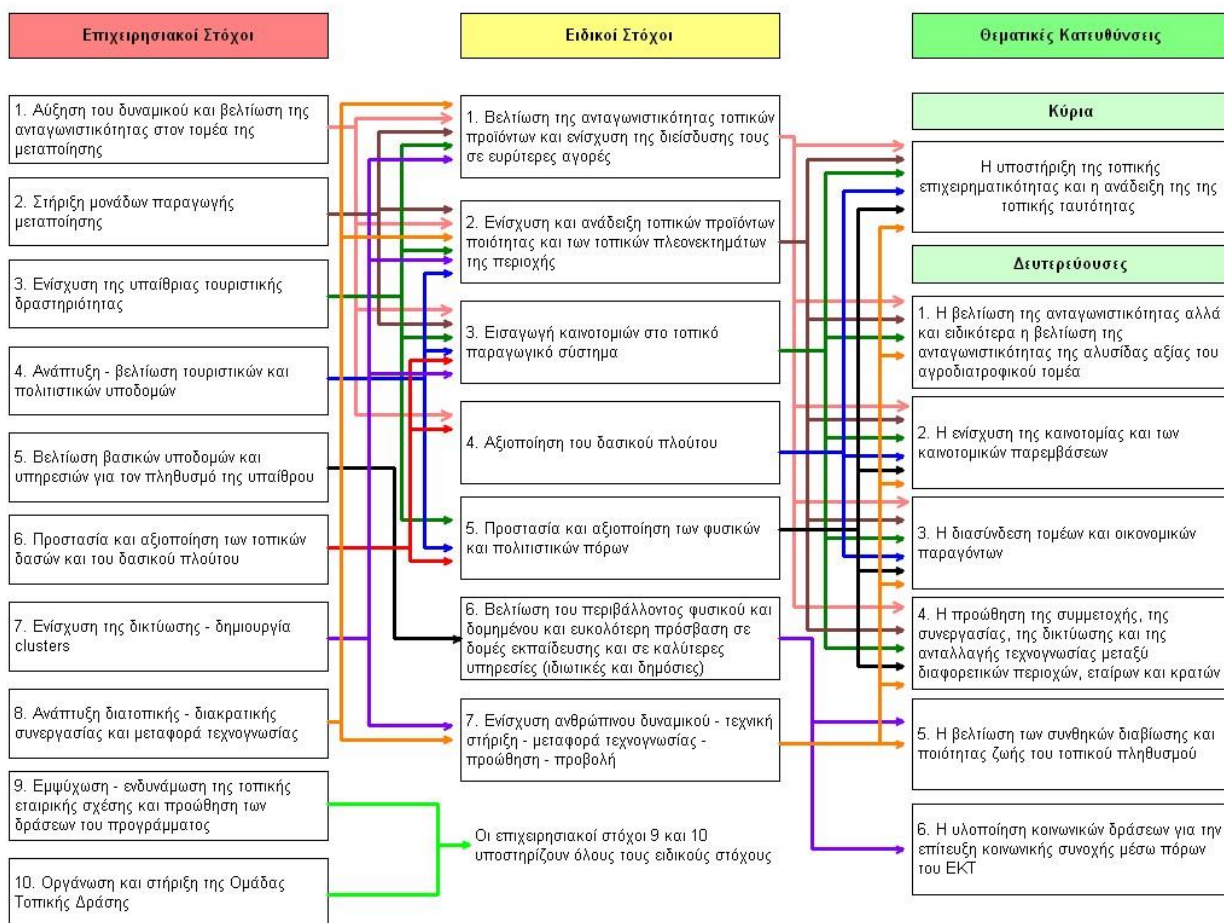 Επιχειρησιακοί Στόχοι
1. Αύξηση του δυναμικού και βελτίωση της
ανταγωνιστικότητας στον τομέα της
μεταποίησης
2. Στήριξη μονάδων παραγωγής
μεταποίησης
3. Ενίσχυση της υπαίθριας τουριστικής
δραστηριότητας
4. Ανάπτυξη - βελτίωση τουριστικών και
πολιτιστικών υποδομών
5. Βελτίωση βασικών υποδομών και
υπηρεσιών για τον πληθυσμό της υπαίθρου
6. Προστασία και αξιοποίηση των τοπικών
δασών και του δασικού πλούτου
7. Ενίσχυση της δικτύωσης - δημιουργία
clusters
8. Ανάπτυξη διατοπικής - διακρατικής
συνεργασίας και μεταφορά τεχνογνωσίας
9. Εμψύχωση - ενδυνάμωση της τοπικής
εταιρικής σχέσης και προώθηση των
δράσεων του προγράμματος
10. Οργάνωση και στήριξη της Ομάδας
Τοπικής Δράσης
Ειδικοί Στόχοι
1. Βελτίωση της ανταγωνιστικότητας τοπικών
προϊόντων και ενίσχυση της διείσδυσης τους
σε ευρύτερες αγορές
2. Ενίσχυση και ανάδειξη τοπικών προϊόντων
ποιότητας και των τοπικών πλεονεκτημάτων
της περιοχής
3. Εισαγωγή καινοτομιών στο τοπικό
παραγωγικό σύστημα
4. Αξιοποίηση του δασικού πλούτου
5. Προστασία και αξιοποίηση των φυσικών
και πολιτιστικών πόρων
6. Βελτίωση του περιβάλλοντος φυσικού και
δομημένου και ευκολότερη πρόσβαση σε
δομές εκπαίδευσης και σε καλύτερες
υπηρεσίες (ιδιωτικές και δημόσιες)
7. Ενίσχυση ανθρώπινου δυναμικού - τεχνική
στήριξη - μεταφορά τεχνογνωσίας -
προώθηση - προβολή
Οι επιχειρησιακοί στόχοι 9 και 10
υποστηρίζουν όλους τους ειδικούς στόχους
Θεματικές Κατευθύνσεις
Κύρια
Η υποστήριξη της τοπικής
επιχειρηματικότητας και η ανάδειξη της της
τοπικής ταυτότητας
Δευτερεύουσες
1. Η βελτίωση της ανταγωνιστικότητας αλλά
και ειδικότερα η βελτίωση της
ανταγωνιστικότητας της αλυσίδας αξίας του
αγροδιατροφικού τομέα
2. Η ενίσχυση της καινοτομίας και των
καινοτομικών παρεμβάσεων
3. Η διασύνδεση τομέων και οικονομικών
παραγόντων
4. Η προώθηση της συμμετοχής, της
συνεργασίας, της δικτύωσης και της
ανταλλαγής τεχνογνωσίας μεταξύ
διαφορετικών περιοχών, εταίρων και κρατών
5. Η βελτίωση των συνθηκών διαβίωσης και
ποιότητας ζωής του τοπικού πληθυσμού
6. Η υλοποίηση κοινωνικών δράσεων για την
επίτευξη κοινωνικής συνοχής μέσω πόρων
του ΕΚΤ